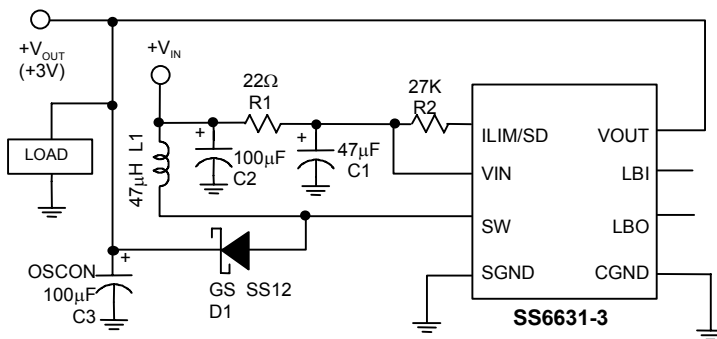 +VOUT
(+3V)
+VIN
22Ω
R1
27K
R2
LOAD
47μH L1
+
100μF
C2
+
47μF
C1
ILIM/SD
VOUT
VIN
LBI
SW
LBO
SGND
CGND
SS6631-3
+
OSCON
100μF
C3
GS SS12
D1